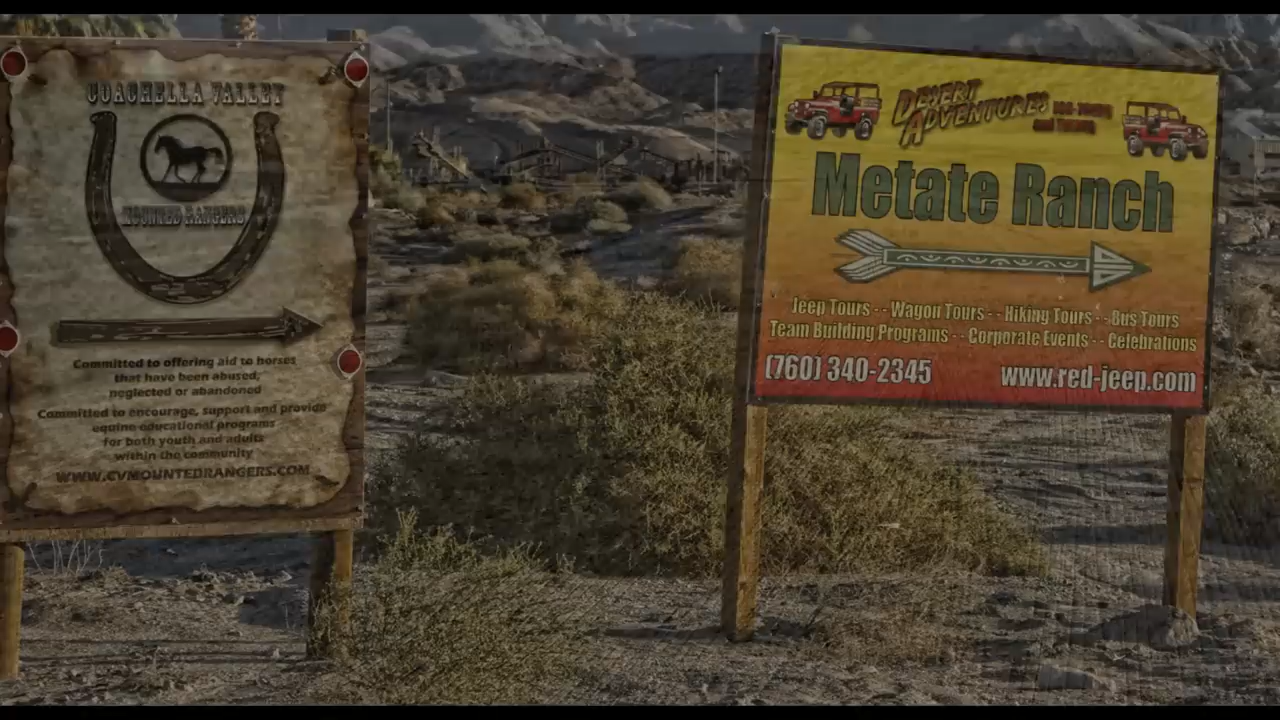 COACHELLA VALLEY
MOUNTED RANGERS
Committed to offering aid to horses
that have been abused,
neglected or abandoned
Committed to encourage, support and provide
equine educational programs
for both youth and adults
within the community
WWW.CVMOUNTEDRANGERS.COM
DESERT
ADVENTURES
Metate Ranch
Jeep Tours - - Wagon Tours - - Hiking Tours - - Bus Tours
Team Building Programs - - Corporate Events - - Celebrations
(760) 340-2345 www.red-jeep.com